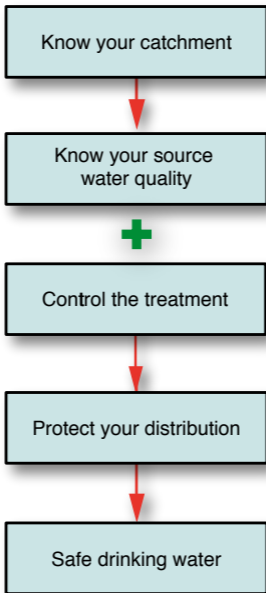 Know your catchment
Know your source
water quality
Control the treatment
Protect your distribution
Safe drinking water